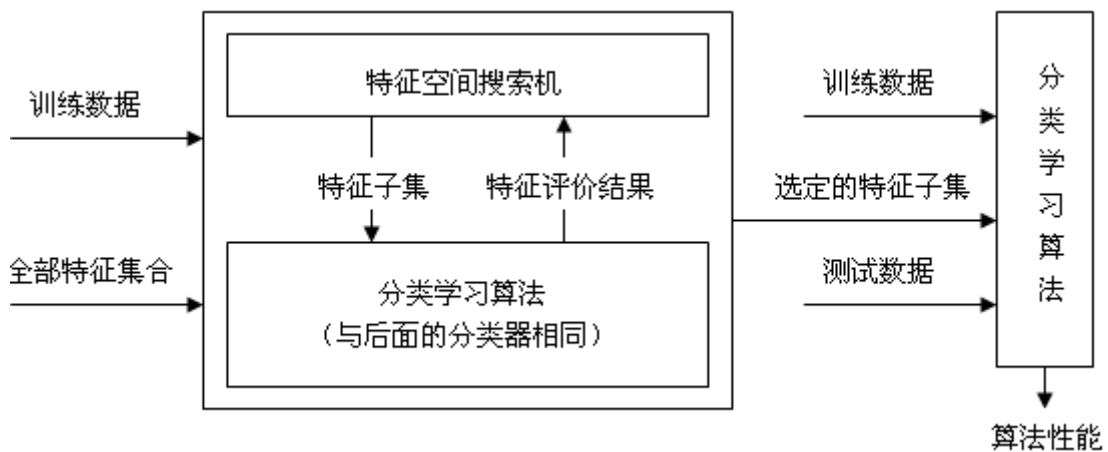 训练数据
全部特征集合
特征空间搜索机
特征子集
特征评价结果
分类学习算法
(与后面的分类器相同)
训练数据
选定的特征子集
测试数据
分类学习算法
算法性能